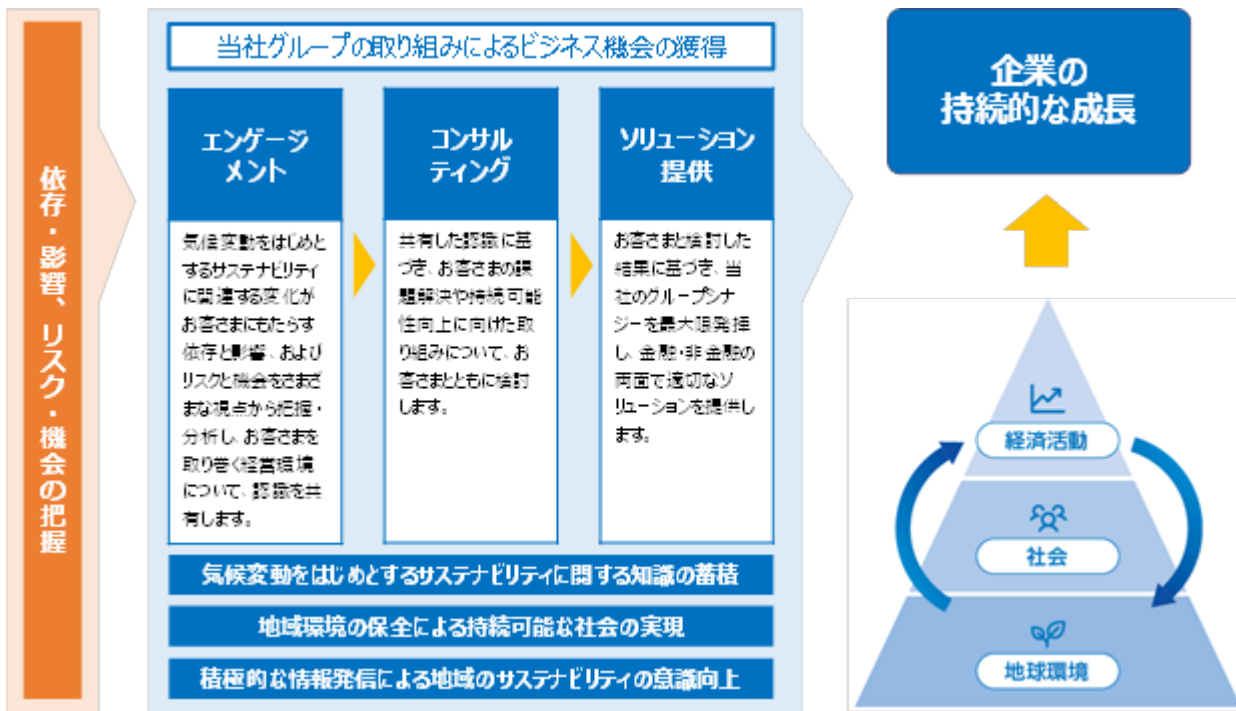 依存・影響、リスク・機会の把握
当社グループの取り組みによるビジネス機会の獲得
エンゲージ
メント
気候変動をはじめと
するサステナビリティ
に関連する変化が
お客さまにもたらす
依存と影響、および
リスクと機会をさまざ
まな視点から把握・
分析し、お客さまを
取り巻く経営環境
について、認識を共
有します。
コンサル
ティング
共有した認識に基
づき、お客さまの課
題解決や持続可能
性向上に向けた取
り組みについて、お
客さまとともに検討
します。
ソリューション
提供
お客さまと検討した
結果に基づき、当
社のグループシナ
ジーを最大限発揮
し、金融・非金融の
両面で適切なソ
リューションを提供し
ます。
気候変動をはじめとするサステナビリティに関する知識の蓄積
地域環境の保全による持続可能な社会の実現
積極的な情報発信による地域のサステナビリティの意識向上
企業の
持続的な成長
経済活動
社会
地球環境